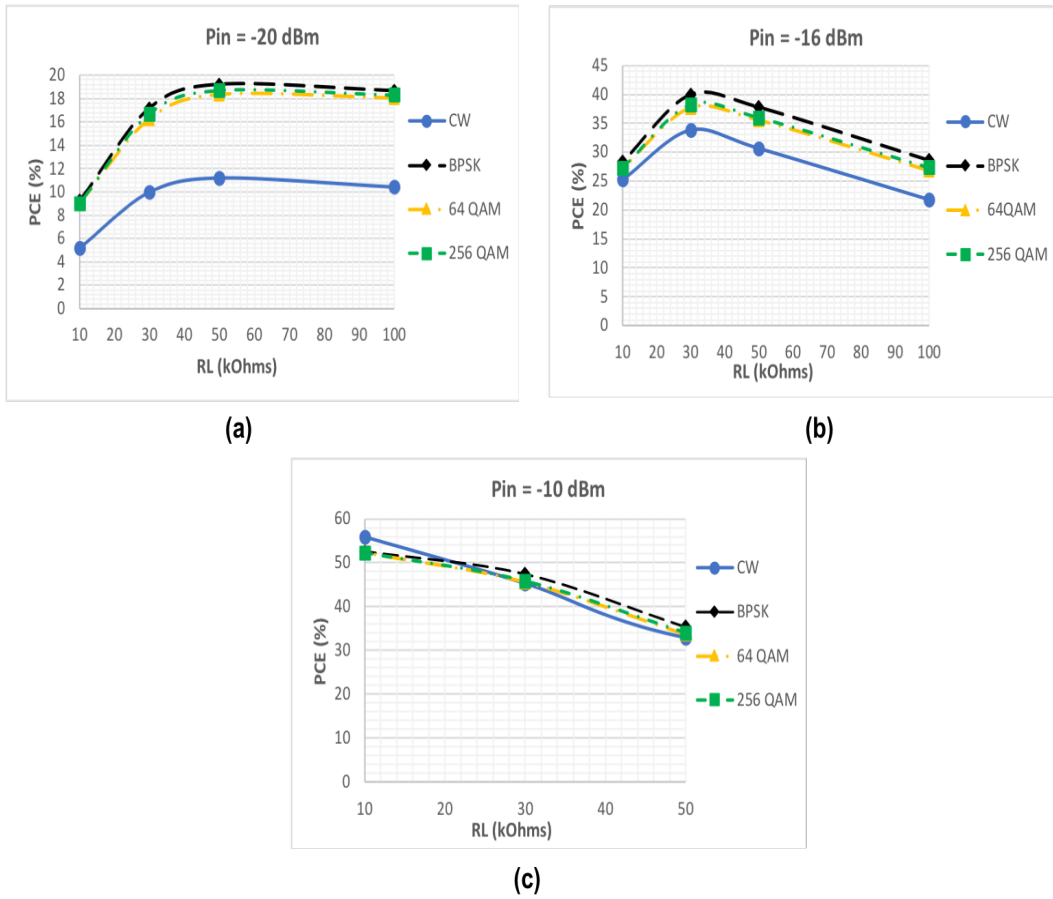 Pin = -20 dBm
20
18
16
14
12
10
8
6
4
2
0
PCE (%)
10 20 30 40 50 60 70 80 90 100
RL (kOhms)
CW
BPSK
64 QAM
256 QAM
(a)
Pin = -16 dBm
45
40
35
30
25
20
15
10
5
0
PCE (%)
10 20 30 40 50 60 70 80 90 100
RL (kOhms)
CW
BPSK
64QAM
256 QAM
(b)
Pin = -10 dBm
60
50
40
30
20
10
0
PCE (%)
10 20 30 40 50
RL (kOhms)
CW
BPSK
64 QAM
256 QAM
(c)